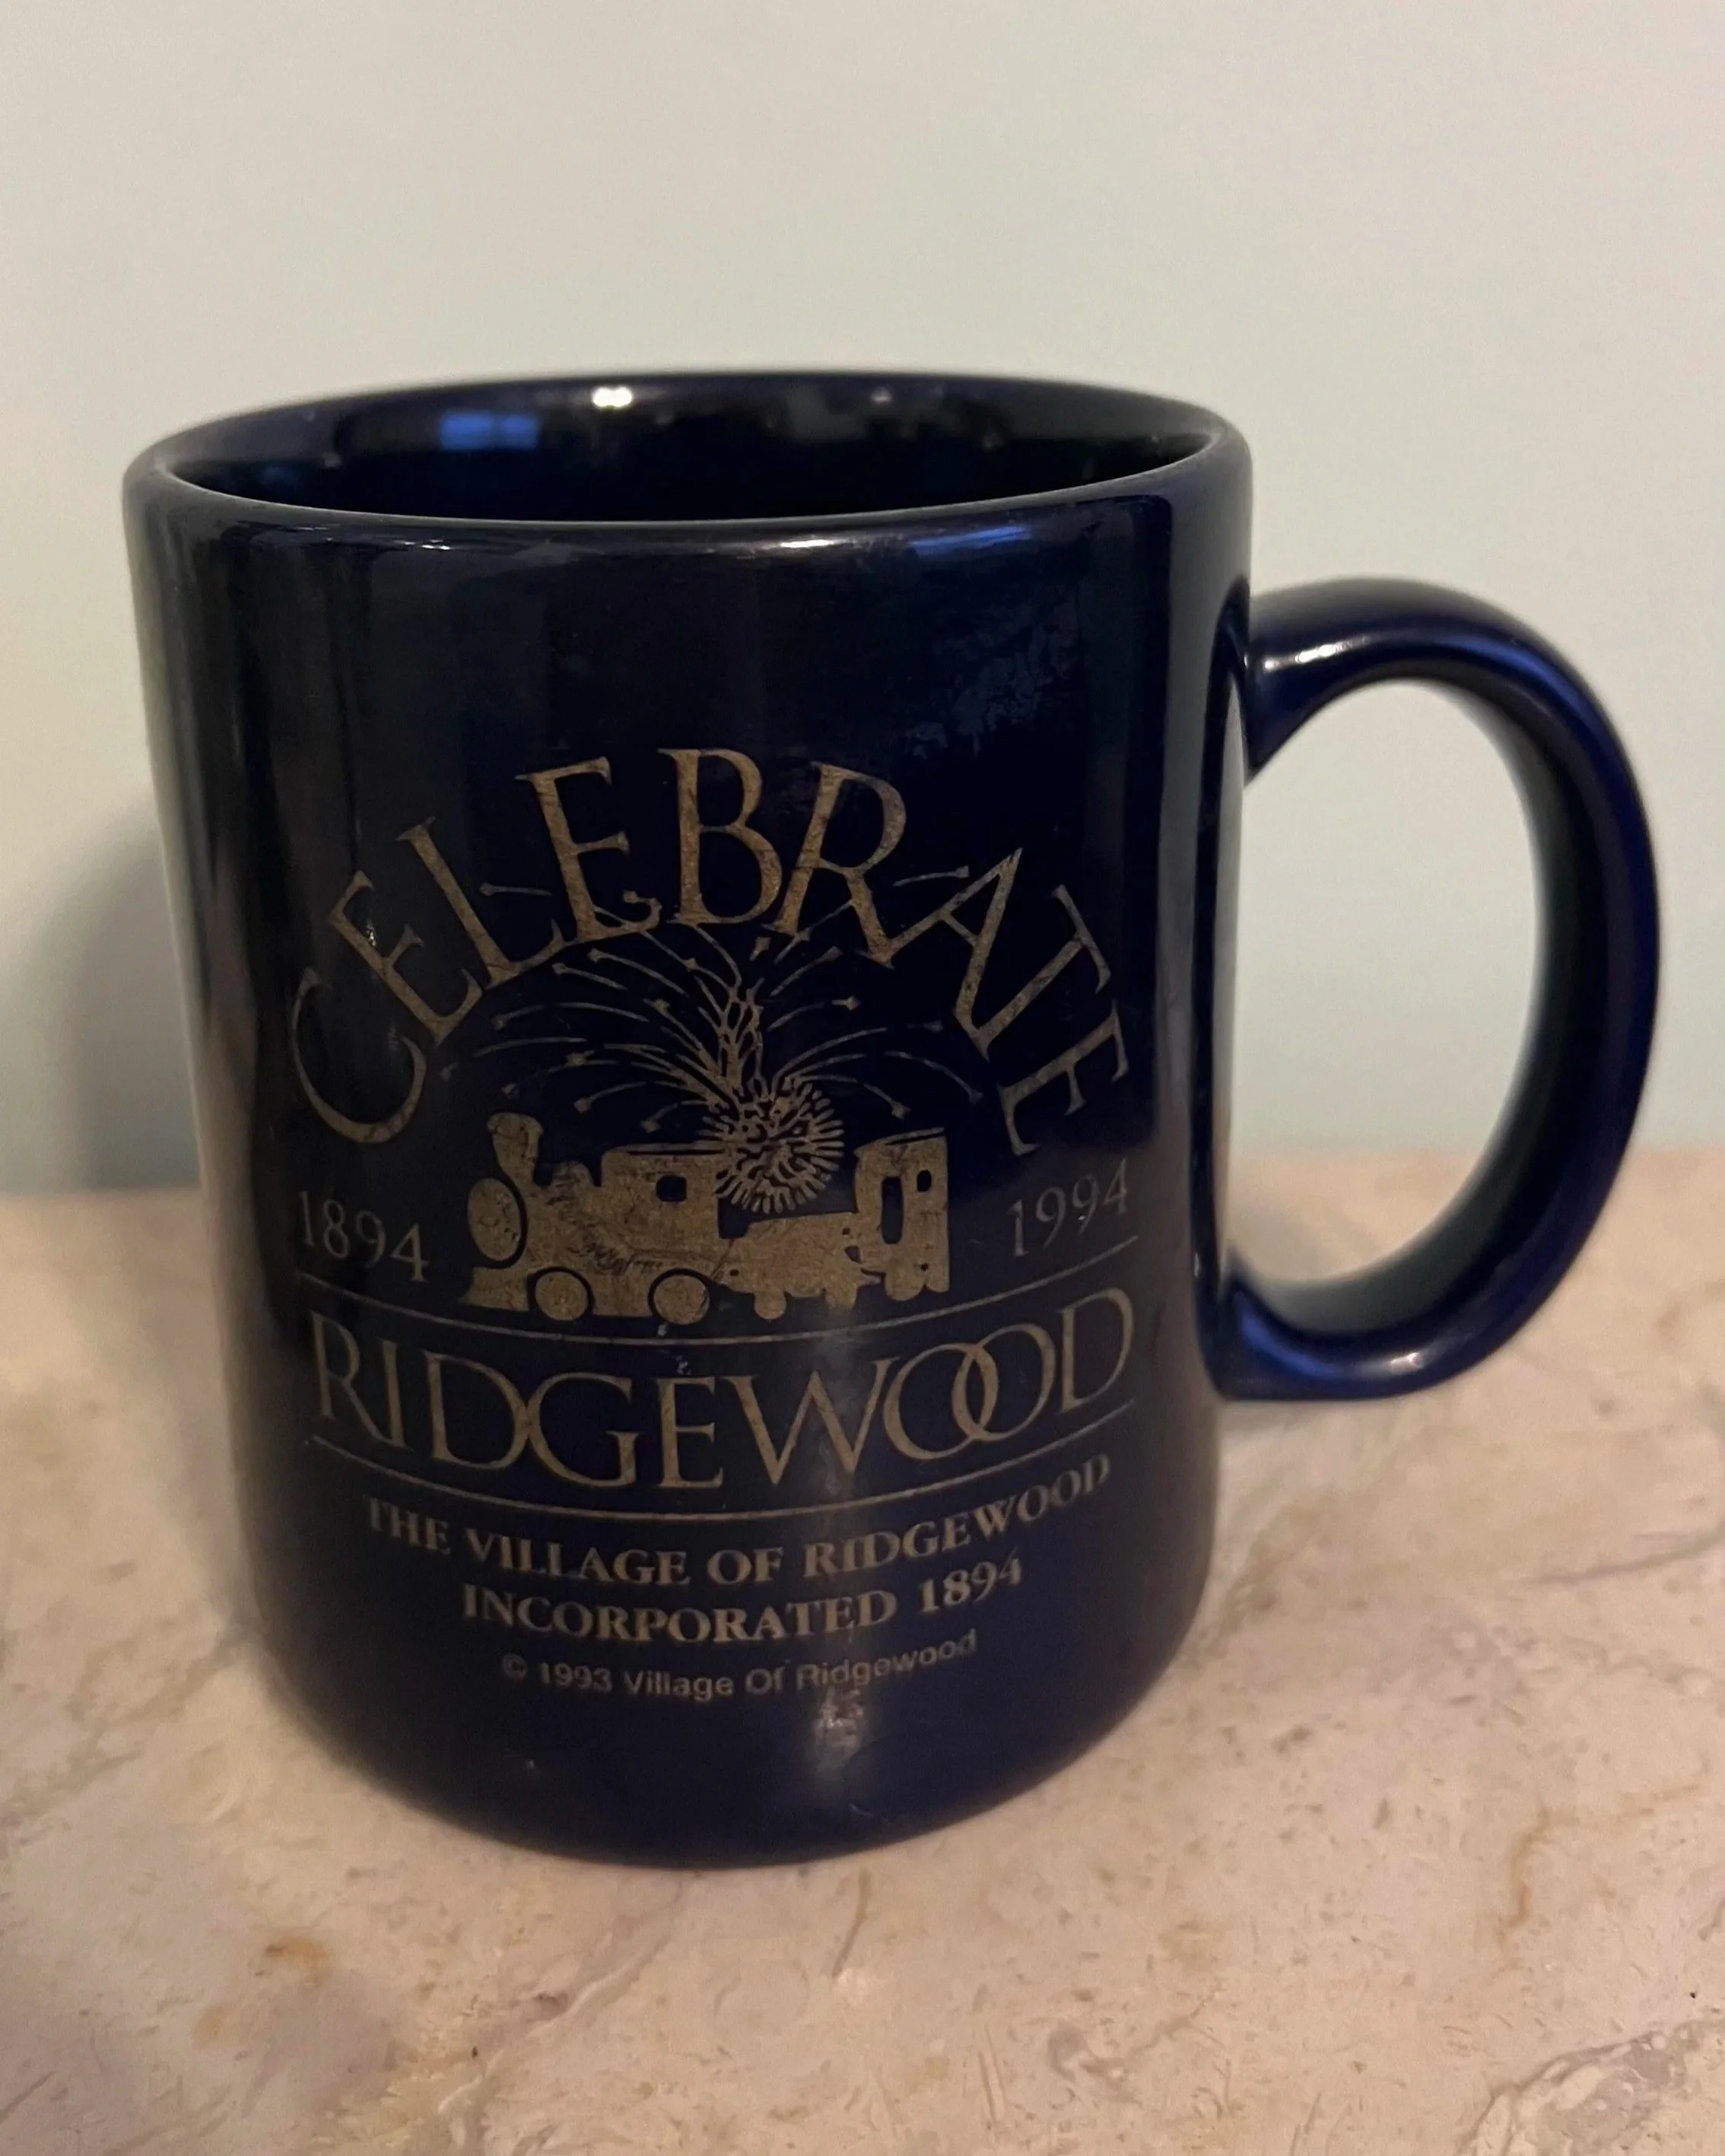 CELEBRATE
1894 1994
RIDGEWOOD
THE VILLAGE OF RIDGEWOOD
INCORPORATED 1894
© 1993 Village Of Ridgewood